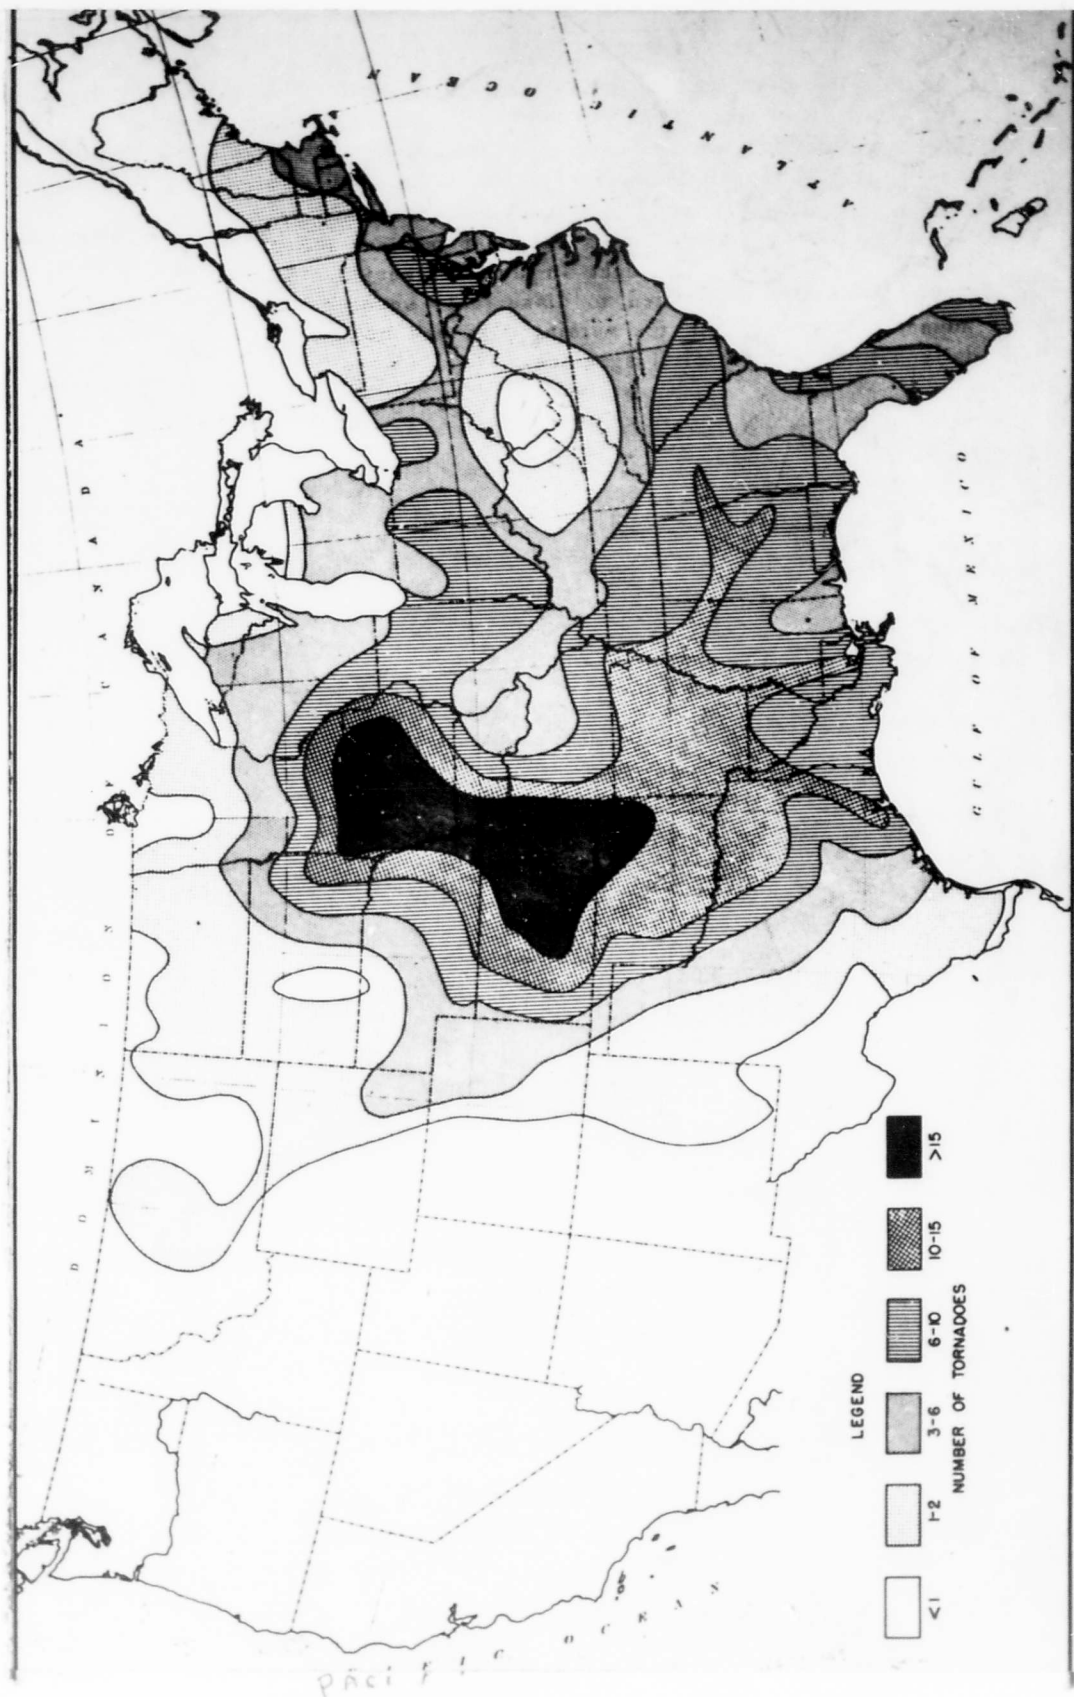 DOMINION OF CANADA
ATLANTIC OCEAN
GULF OF MEXICO
Pacific OCEAN
LEGEND
<1
1-2
3-6
6-10
10-15
>15
NUMBER OF TORNADOES